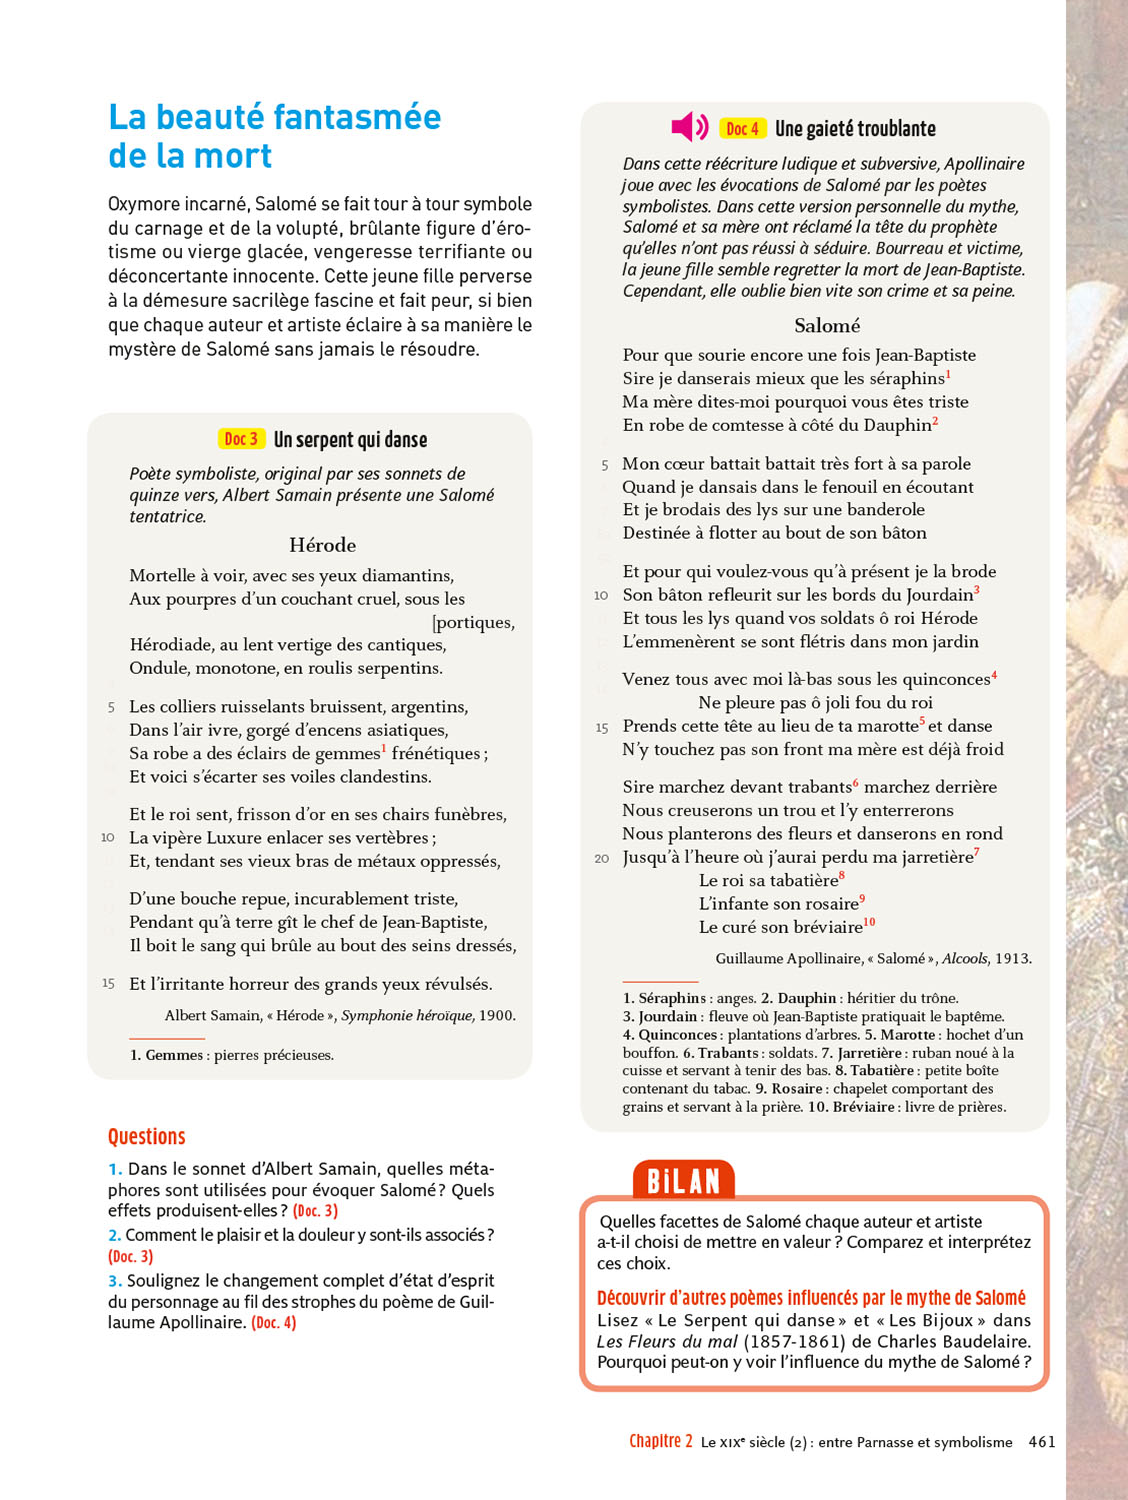 La beauté fantasmée
de la mort
Oxymore incarné, Salomé se fait tour à tour symbole
du carnage et de la volupté, brûlante figure d'éro-
tisme ou vierge glacée, vengeresse terrifiante ou
déconcertante innocente. Cette jeune fille perverse
à la démesure sacrilège fascine et fait peur, si bien
que chaque auteur et artiste éclaire à sa manière le
mystère de Salomé sans jamais le résoudre.
Doc 3 Un serpent qui danse
Poète symboliste, original par ses sonnets de
quinze vers, Albert Samain présente une Salomé
tentatrice.
Hérode
Mortelle à voir, avec ses yeux diamantins,
Aux pourpres d'un couchant cruel, sous les
[portiques,
Hérodiade, au lent vertige des cantiques,
Ondule, monotone, en roulis serpentins.
5 Les colliers ruisselants bruissent, argentins,
Dans l'air ivre, gorgé d'encens asiatiques,
Sa robe a des éclairs de gemmes1 frénétiques ;
Et voici s'écarter ses voiles clandestins.
Et le roi sent, frisson d'or en ses chairs funèbres,
10 La vipère Luxure enlacer ses vertèbres ;
Et, tendant ses vieux bras de métaux oppressés,
D'une bouche repue, incurablement triste,
Pendant qu'à terre gît le chef de Jean-Baptiste,
Il boit le sang qui brûle au bout des seins dressés,
15 Et l'irritante horreur des grands yeux révulsés.
Albert Samain, « Hérode », Symphonie héroïque, 1900.
1. Gemmes : pierres précieuses.
Questions
1. Dans le sonnet d'Albert Samain, quelles méta-
phores sont utilisées pour évoquer Salomé ? Quels
effets produisent-elles ? (Doc. 3)
2. Comment le plaisir et la douleur y sont-ils associés ?
(Doc. 3)
3. Soulignez le changement complet d'état d'esprit
du personnage au fil des strophes du poème de Guil-
laume Apollinaire. (Doc. 4)
Doc 4 Une gaieté troublante
Dans cette réécriture ludique et subversive, Apollinaire
joue avec les évocations de Salomé par les poètes
symbolistes. Dans cette version personnelle du mythe,
Salomé et sa mère ont réclamé la tête du prophète
qu'elles n'ont pas réussi à séduire. Bourreau et victime,
la jeune fille semble regretter la mort de Jean-Baptiste.
Cependant, elle oublie bien vite son crime et sa peine.
Salomé
Pour que sourie encore une fois Jean-Baptiste
Sire je danserais mieux que les séraphins1
Ma mère dites-moi pourquoi vous êtes triste
En robe de comtesse à côté du Dauphin2
5 Mon cœur battait battait très fort à sa parole
Quand je dansais dans le fenouil en écoutant
Et je brodais des lys sur une banderole
Destinée à flotter au bout de son bâton
Et pour qui voulez-vous qu'à présent je la brode
10 Son bâton refleurit sur les bords du Jourdain3
Et tous les lys quand vos soldats ô roi Hérode
L'emmenèrent se sont flétris dans mon jardin
Venez tous avec moi là-bas sous les quinconces4
Ne pleure pas ô joli fou du roi
15 Prends cette tête au lieu de ta marotte5 et danse
N'y touchez pas son front ma mère est déjà froid
Sire marchez devant trabants6 marchez derrière
Nous creuserons un trou et l'y enterrerons
Nous planterons des fleurs et danserons en rond
20 Jusqu'à l'heure où j'aurai perdu ma jarretière7
Le roi sa tabatière8
L'infante son rosaire9
Le curé son bréviaire10
Guillaume Apollinaire, « Salomé », Alcools, 1913.
1. Séraphins : anges. 2. Dauphin : héritier du trône.
3. Jourdain : fleuve où Jean-Baptiste pratiquait le baptême.
4. Quinconces : plantations d'arbres. 5. Marotte : hochet d'un
bouffon. 6. Trabants : soldats. 7. Jarretière : ruban noué à la
cuisse et servant à tenir des bas. 8. Tabatière : petite boîte
contenant du tabac. 9. Rosaire : chapelet comportant des
grains et servant à la prière. 10. Bréviaire : livre de prières.
BILAN
Quelles facettes de Salomé chaque auteur et artiste
a-t-il choisi de mettre en valeur ? Comparez et interprétez
ces choix.
Découvrir d'autres poèmes influencés par le mythe de Salomé
Lisez « Le Serpent qui danse » et « Les Bijoux » dans
Les Fleurs du mal (1857-1861) de Charles Baudelaire.
Pourquoi peut-on y voir l'influence du mythe de Salomé ?
Chapitre 2 Le XIXe siècle (2) : entre Parnasse et symbolisme 461